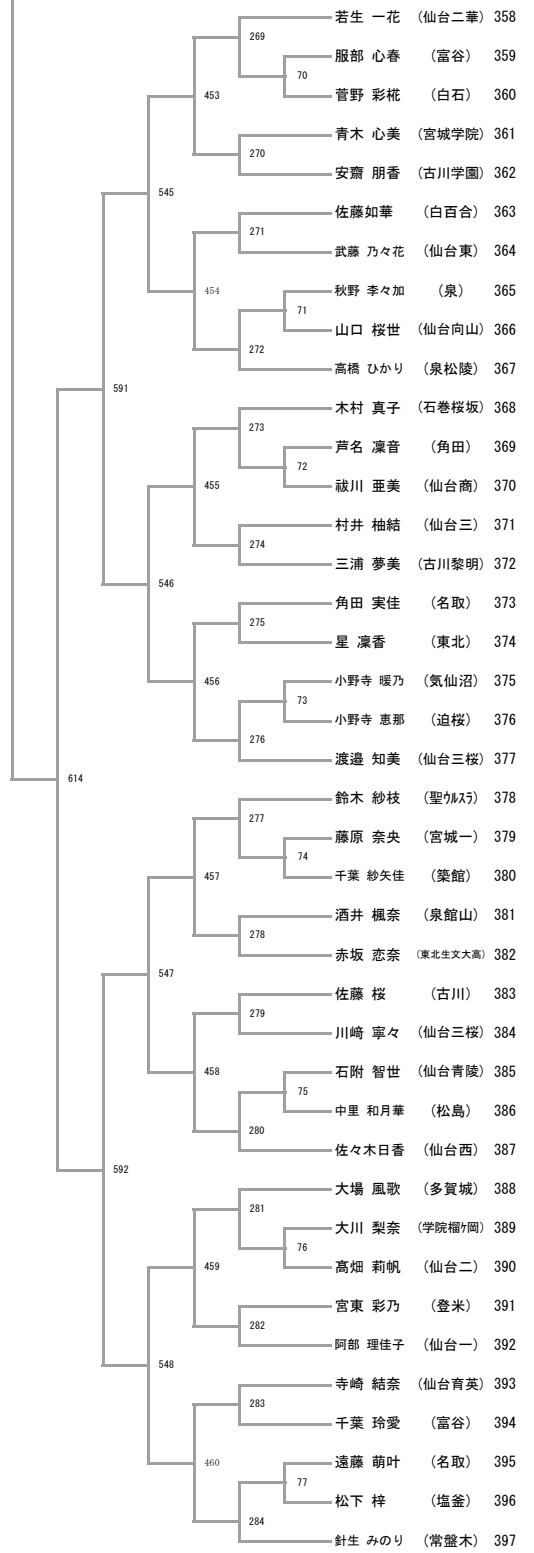 若生 一花 (仙台二華) 358
269
服部 心春 (富谷) 359
70
453 菅野 彩椛 (白石) 360
青木 心美 (宮城学院) 361
270
安齋 朋香 (古川学園) 362
545
佐藤如華 (白百合) 363
271
武藤 乃々花 (仙台東) 364
454 秋野 李々加 (泉) 365
71
山口 桜世 (仙台向山) 366
272
高橋 ひかり (泉松陵) 367
591
木村 真子 (石巻桜坂) 368
273
芦名 凜音 (角田) 369
72
455 祓川 亜美 (仙台商) 370
村井 柚結 (仙台三) 371
274
三浦 夢美 (古川黎明) 372
546
角田 実佳 (名取) 373
275
星 凜香 (東北) 374
456 小野寺 暖乃 (気仙沼) 375
73
小野寺 恵那 (迫桜) 376
276
渡邉 知美 (仙台三桜) 377
614
鈴木 紗枝 (聖ｳﾙｽﾗ) 378
277
藤原 奈央 (宮城一) 379
74
457 千葉 紗矢佳 (築館) 380
酒井 楓奈 (泉館山) 381
278
赤坂 恋奈 (東北生文大高) 382
547
佐藤 桜 (古川) 383
279
川﨑 寧々 (仙台三桜) 384
458 石附 智世 (仙台青陵) 385
75
中里 和月華 (松島) 386
280
佐々木日香 (仙台西) 387
592
大場 風歌 (多賀城) 388
281
大川 梨奈 (学院榴ｹ岡) 389
76
459 髙畑 莉帆 (仙台二) 390
宮東 彩乃 (登米) 391
282
阿部 理佳子 (仙台一) 392
548
寺崎 結奈 (仙台育英) 393
283
千葉 玲愛 (富谷) 394
460 遠藤 萌叶 (名取) 395
77
松下 梓 (塩釜) 396
284
針生 みのり (常盤木) 397